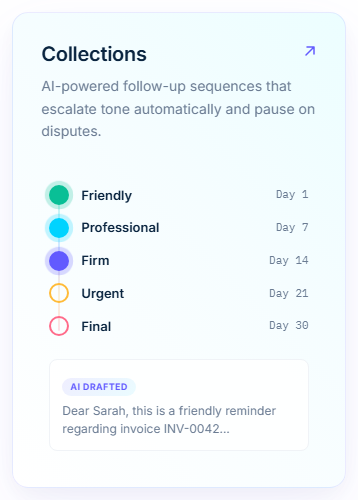 Collections
AI-powered follow-up sequences that
escalate tone automatically and pause on
disputes.
Friendly Day 1
Professional Day 7
Firm Day 14
Urgent Day 21
Final Day 30
AI DRAFTED
Dear Sarah, this is a friendly reminder
regarding invoice INV-0042...